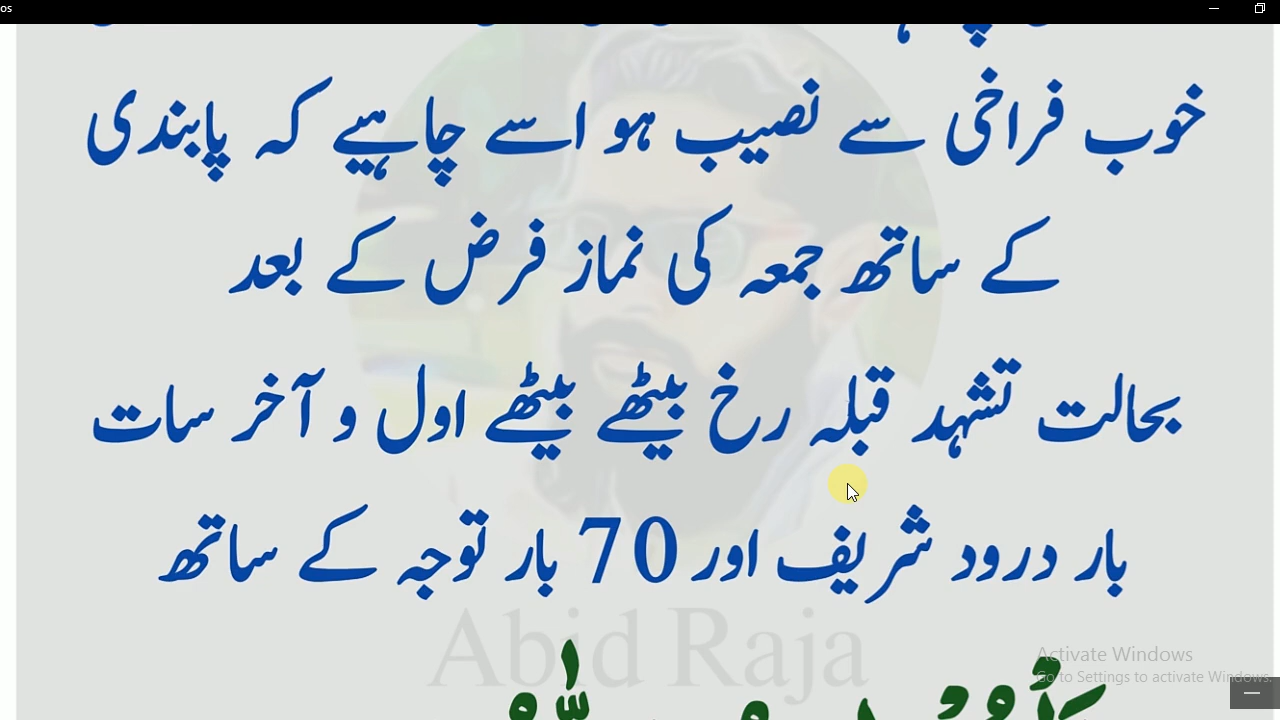 os
خوب فراخی سے نصیب ہو اسے چاہیے کہ پابندی
کے ساتھ جمعہ کی نماز فرض کے بعد
بحالت تشہد قبلہ رخ بیٹھے بیٹھے اول و آخر سات
بار درود شریف اور 70 بار توجہ کے ساتھ
Abid Raja
Activate Windows
Go to Settings to activate Windows.